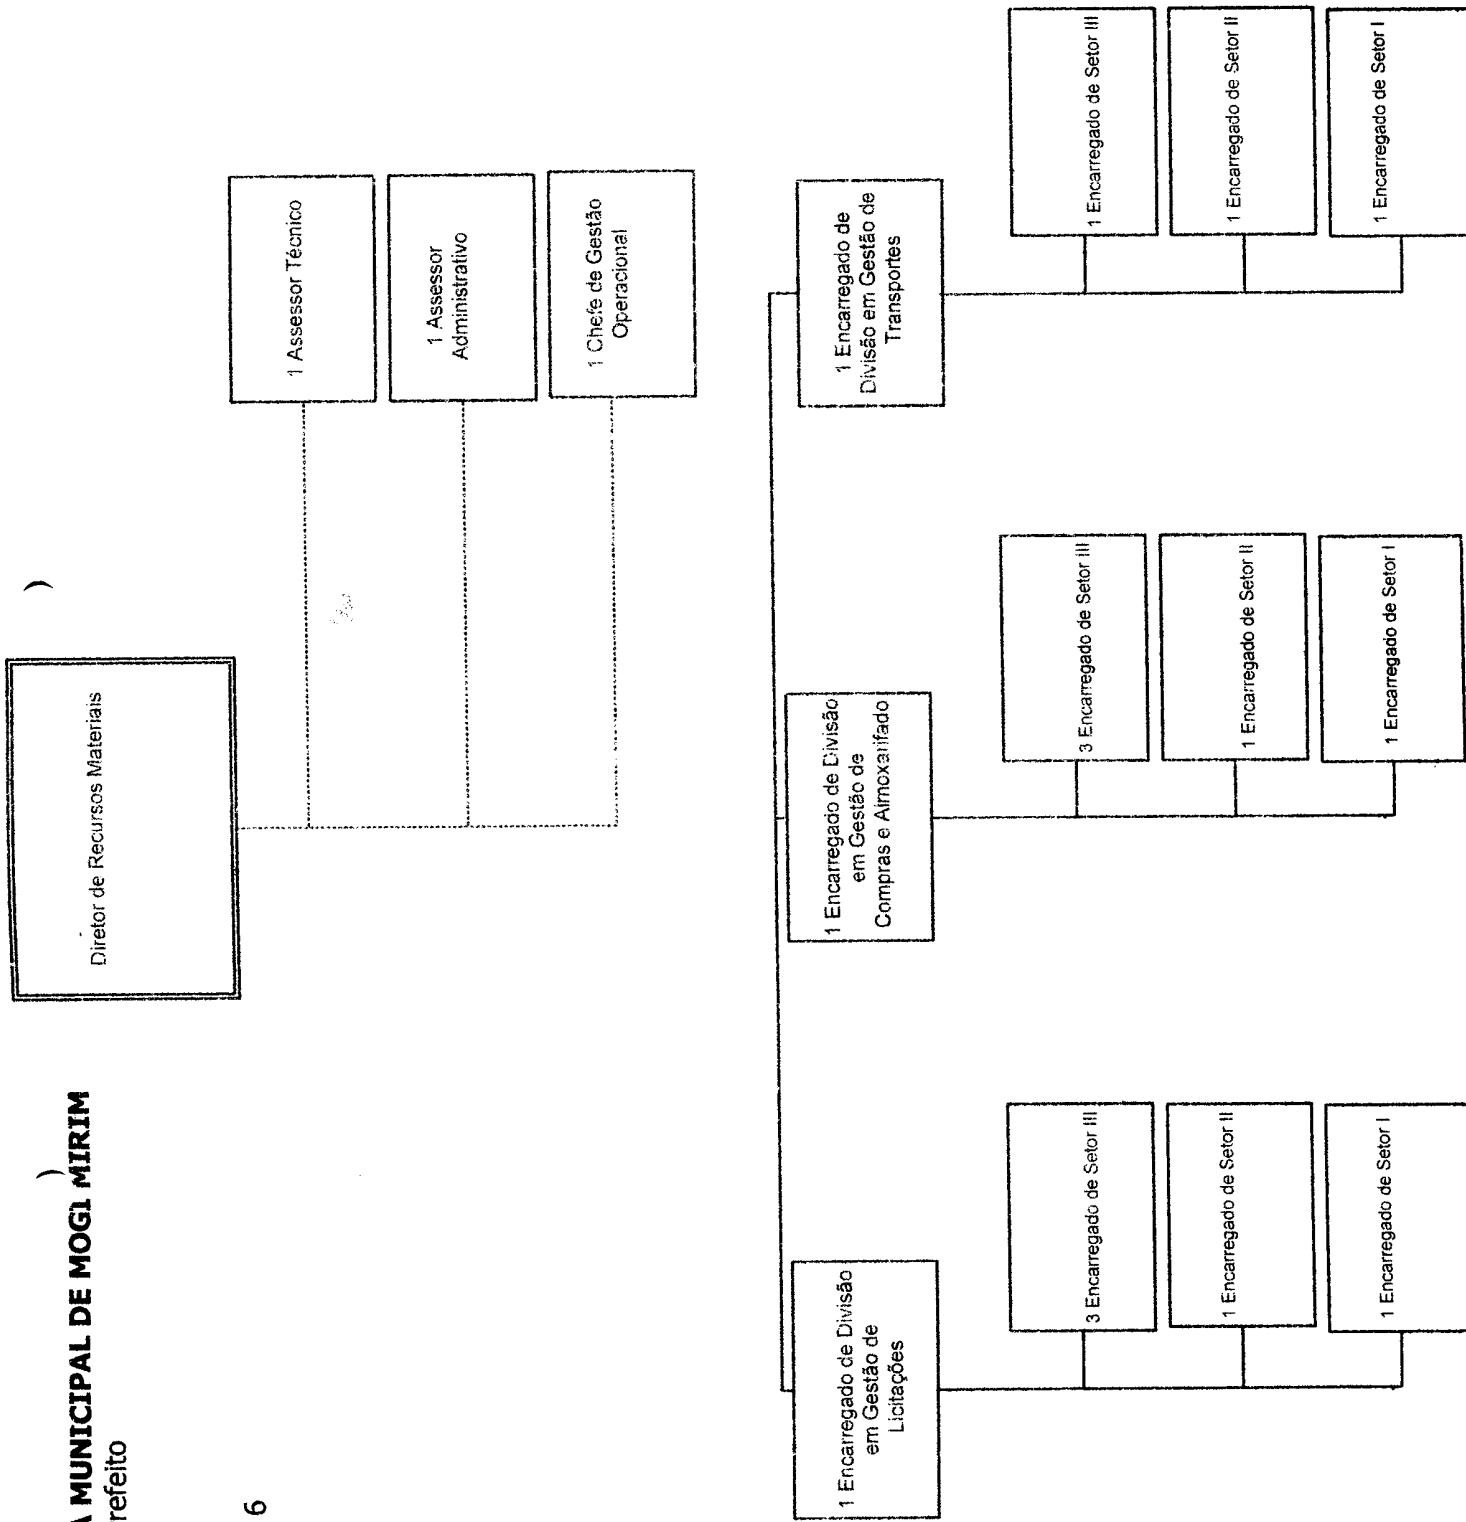 A MUNICIPAL DE MOGI MIRIM
refeito
6
Diretor de Recursos Materiais
1 Assessor Técnico
1 Assessor
Administrativo
1 Chefe de Gestão
Operacional
1 Encarregado de Divisão
em Gestão de
Licitações
3 Encarregado de Setor III
1 Encarregado de Setor II
1 Encarregado de Setor I
1 Encarregado de Divisão
em Gestão de
Compras e Almoxarifado
3 Encarregado de Setor III
1 Encarregado de Setor II
1 Encarregado de Setor I
1 Encarregado de
Divisão em Gestão de
Transportes
1 Encarregado de Setor III
1 Encarregado de Setor II
1 Encarregado de Setor I